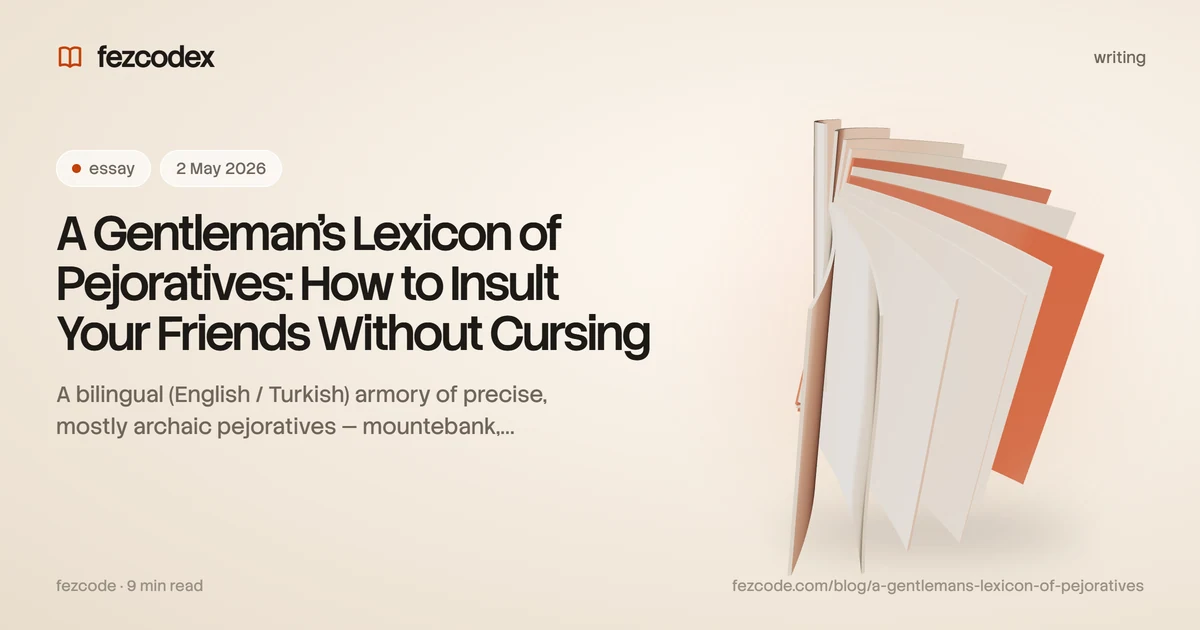 fezcodex
writing
essay
2 May 2026
A Gentleman’s Lexicon of
Pejoratives: How to Insult
Your Friends Without Cursing
A bilingual (English / Turkish) armory of precise,
mostly archaic pejoratives — mountebank,...
fezcode · 9 min read
fezcode.com/blog/a-gentlemans-lexicon-of-pejoratives